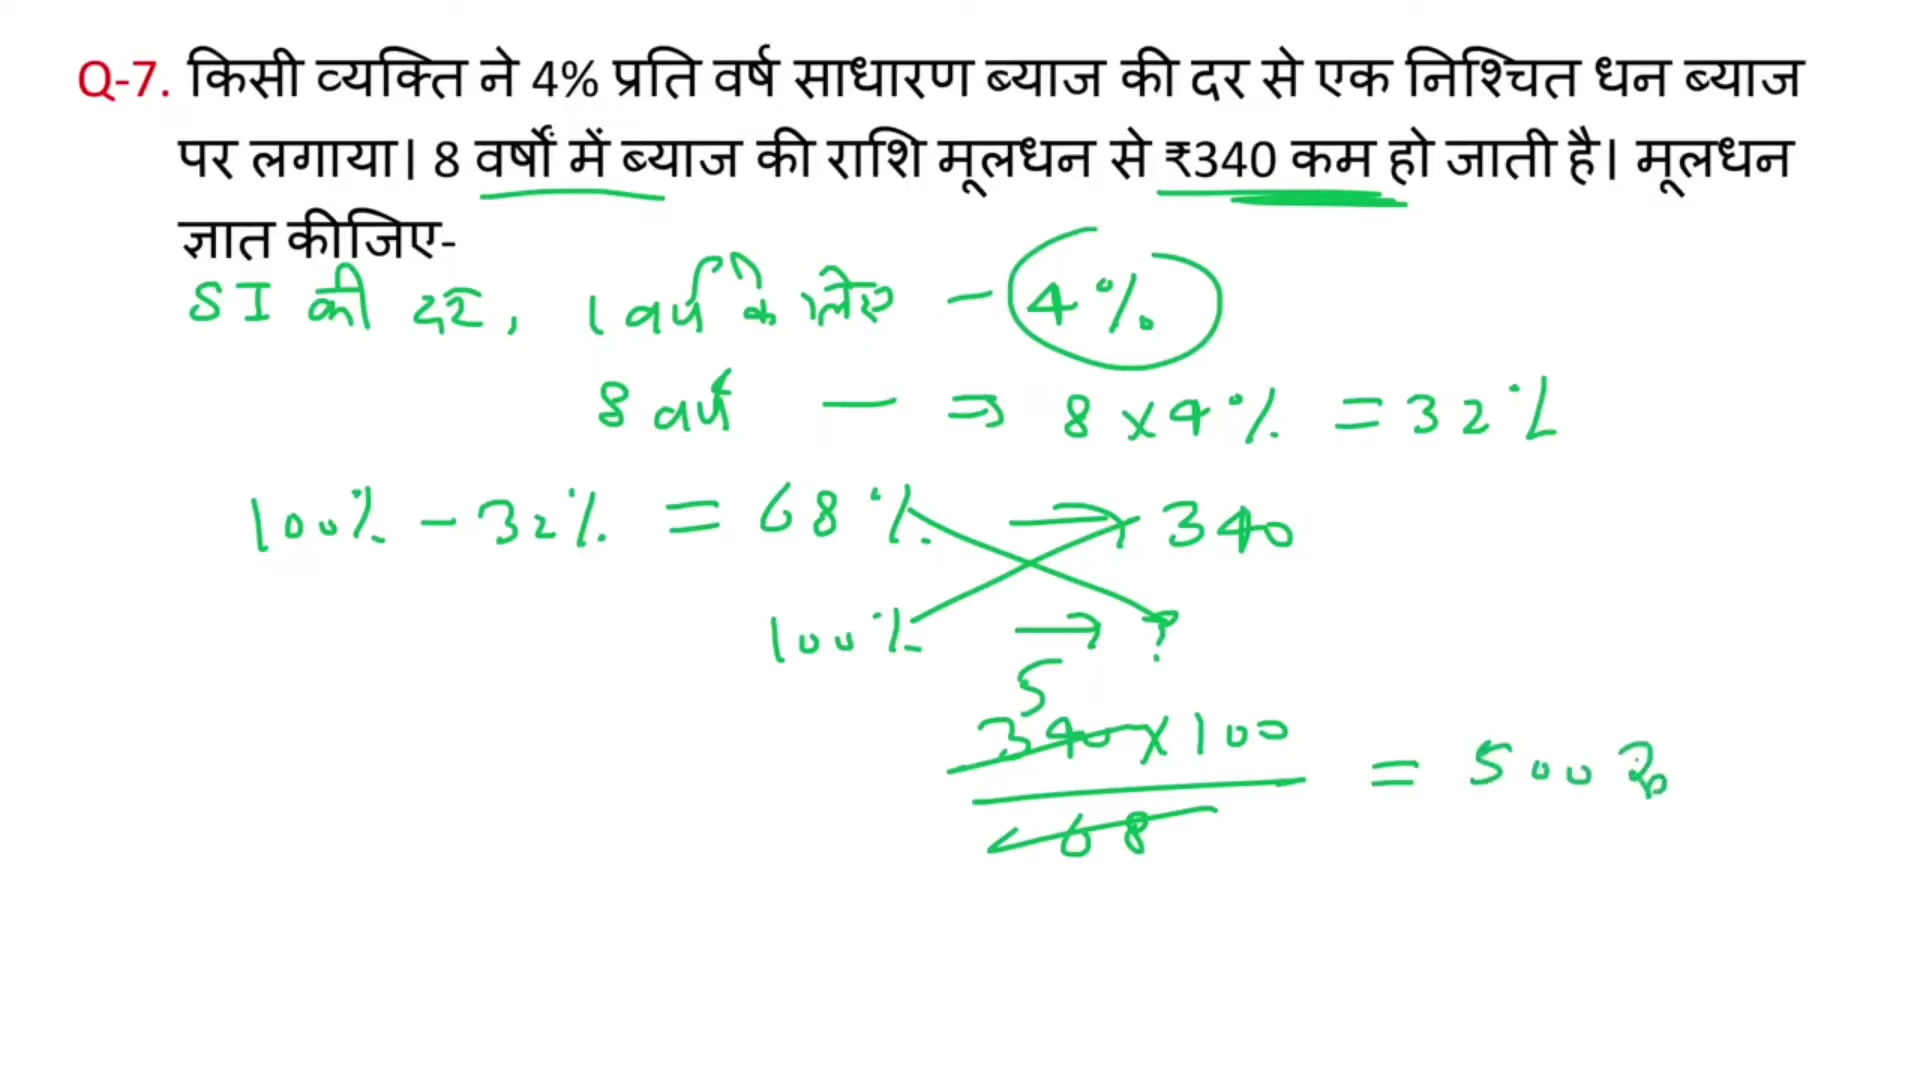 Q-7. किसी व्यक्ति ने 4% प्रति वर्ष साधारण ब्याज की दर से एक निश्चित धन ब्याज
पर लगाया। 8 वर्षों में ब्याज की राशि मूलधन से ₹340 कम हो जाती है। मूलधन
ज्ञात कीजिए-
SI की दर, 1 वर्ष के लिए - 4%
8 वर्ष — ⇒ 8 × 4% = 32%
100% - 32% = 68% → 340
100% → ?
5
340 × 100
= 500 रु
68